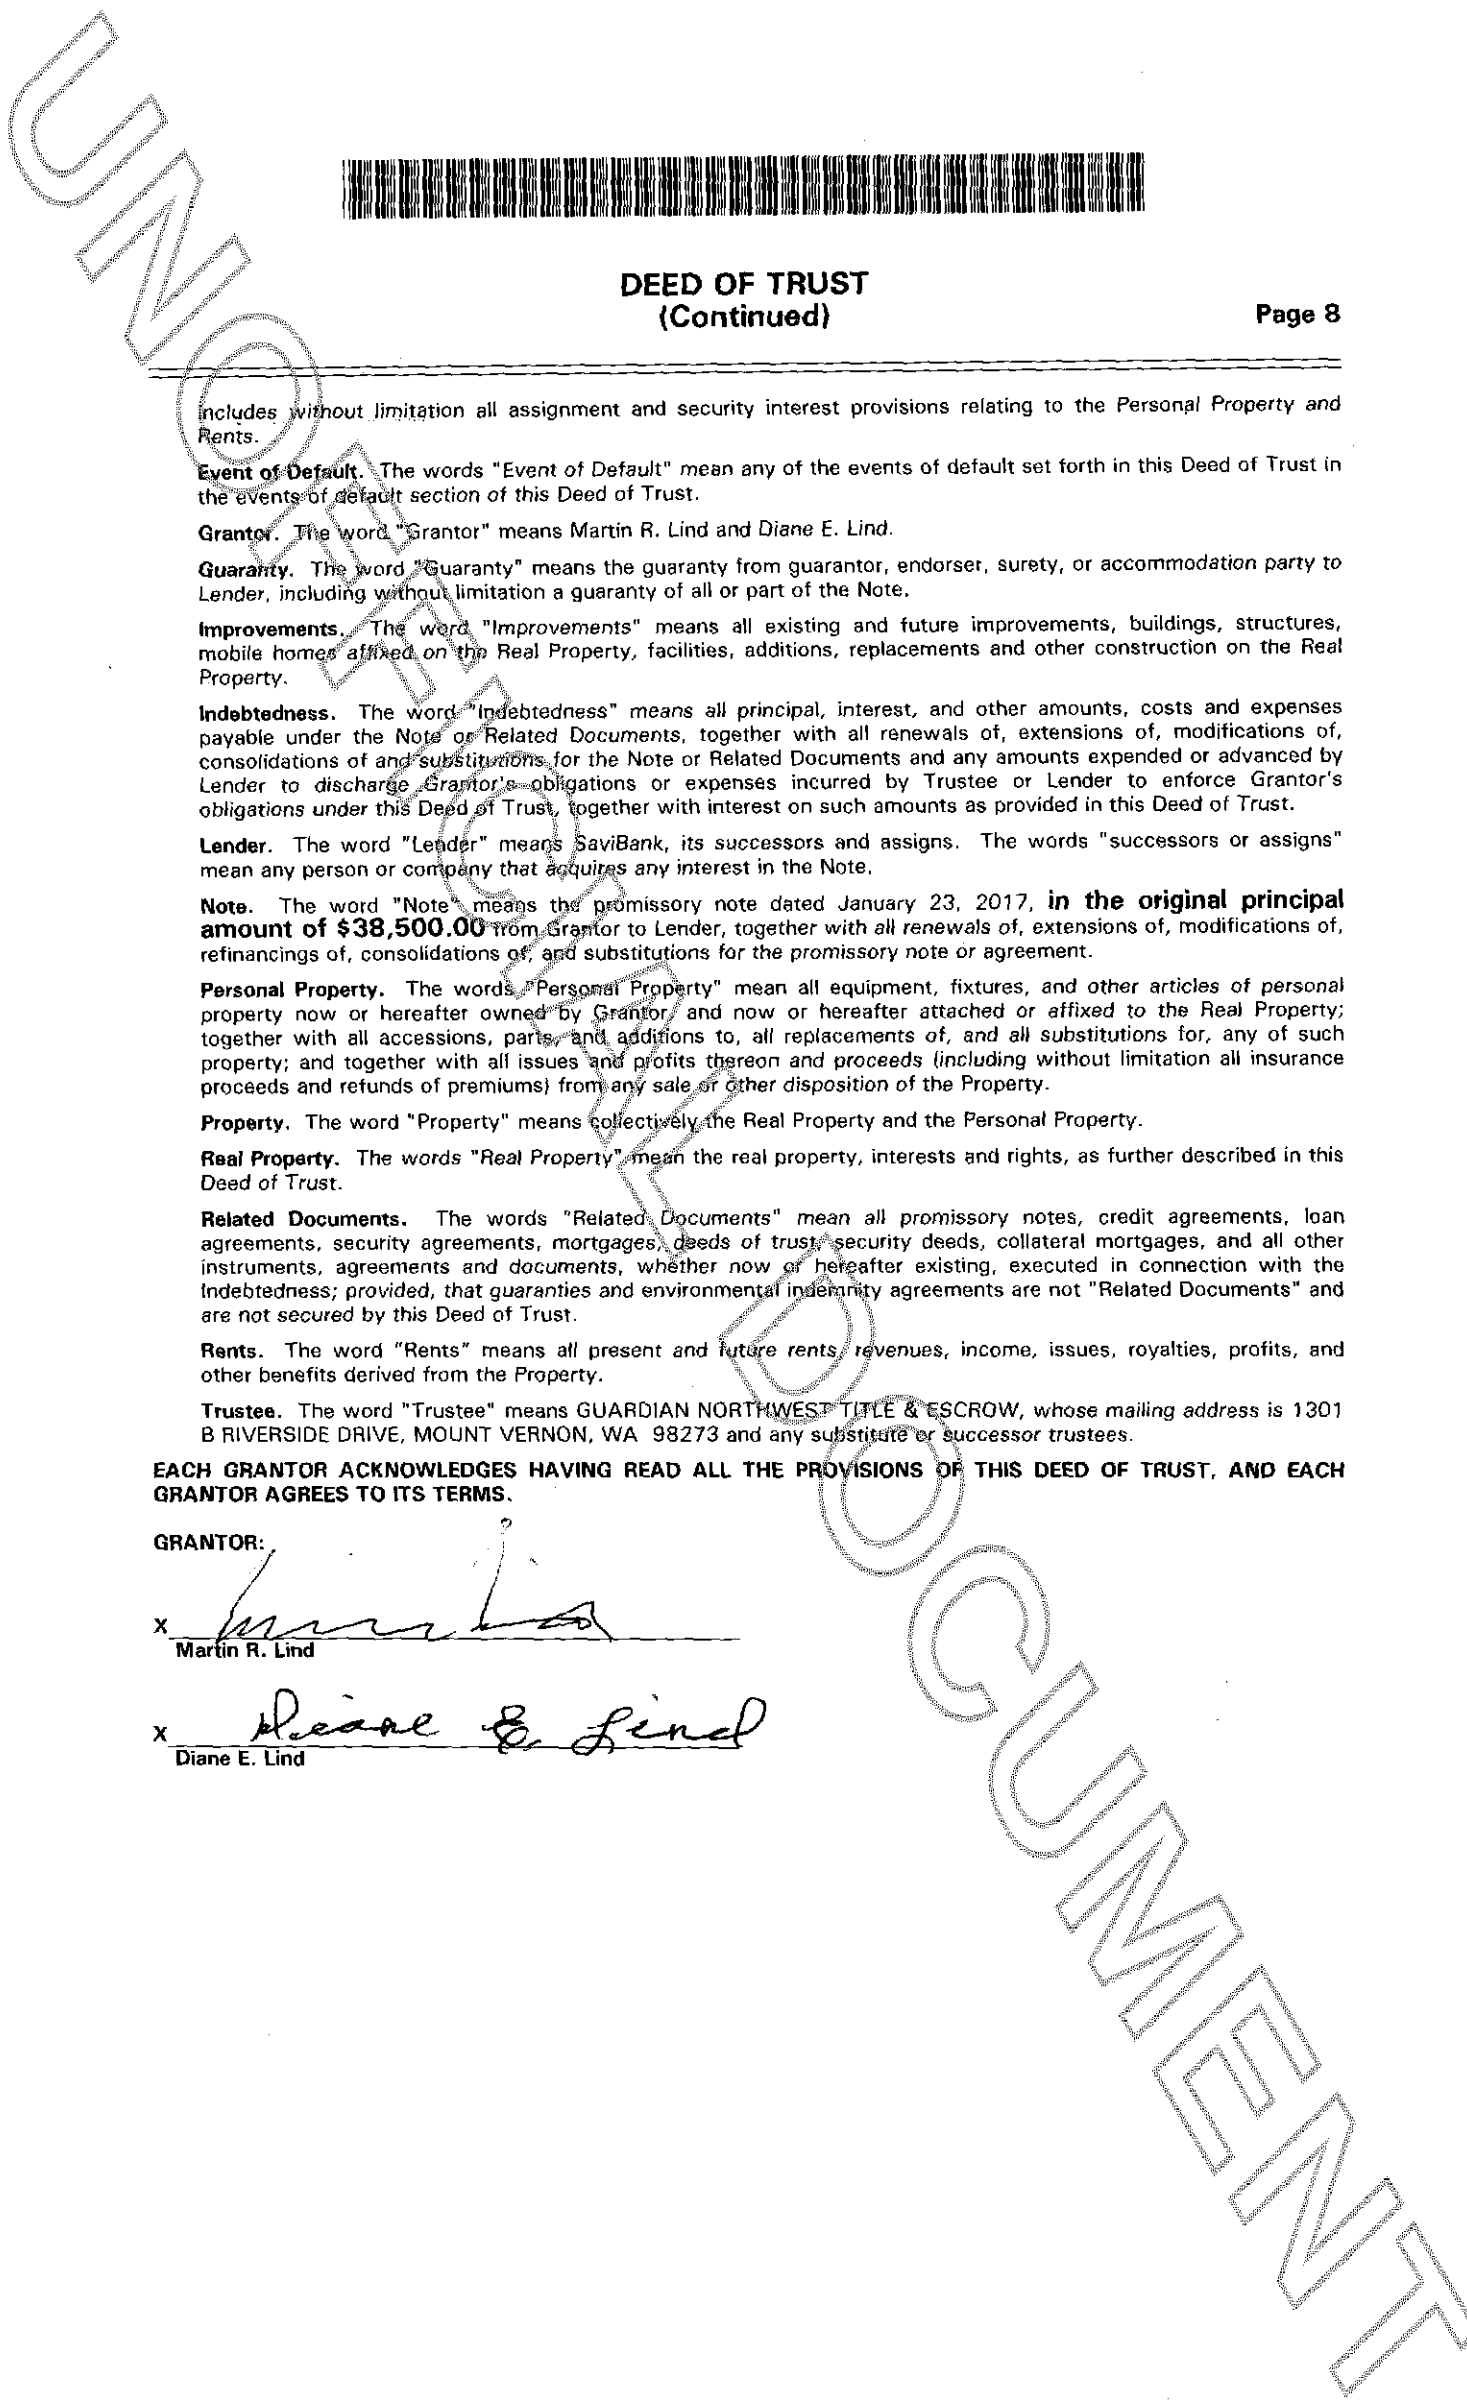 DEED OF TRUST
(Continued)
Page 8
includes without limitation all assignment and security interest provisions relating to the Personal Property and
Rents.
Event of Default. The words "Event of Default" mean any of the events of default set forth in this Deed of Trust in
the events of default section of this Deed of Trust.
Grantor. The word "Grantor" means Martin R. Lind and Diane E. Lind.
Guaranty. The word "Guaranty" means the guaranty from guarantor, endorser, surety, or accommodation party to
Lender, including without limitation a guaranty of all or part of the Note.
Improvements. The word "Improvements" means all existing and future improvements, buildings, structures,
mobile homes affixed on the Real Property, facilities, additions, replacements and other construction on the Real
Property.
Indebtedness. The word "Indebtedness" means all principal, interest, and other amounts, costs and expenses
payable under the Note or Related Documents, together with all renewals of, extensions of, modifications of,
consolidations of and substitutions for the Note or Related Documents and any amounts expended or advanced by
Lender to discharge Grantor's obligations or expenses incurred by Trustee or Lender to enforce Grantor's
obligations under this Deed of Trust, together with interest on such amounts as provided in this Deed of Trust.
Lender. The word "Lender" means SaviBank, its successors and assigns. The words "successors or assigns"
mean any person or company that acquires any interest in the Note.
Note. The word "Note" means the promissory note dated January 23, 2017, in the original principal
amount of $38,500.00 from Grantor to Lender, together with all renewals of, extensions of, modifications of,
refinancings of, consolidations of, and substitutions for the promissory note or agreement.
Personal Property. The words "Personal Property" mean all equipment, fixtures, and other articles of personal
property now or hereafter owned by Grantor, and now or hereafter attached or affixed to the Real Property;
together with all accessions, parts, and additions to, all replacements of, and all substitutions for, any of such
property; and together with all issues and profits thereon and proceeds (including without limitation all insurance
proceeds and refunds of premiums) from any sale or other disposition of the Property.
Property. The word "Property" means collectively the Real Property and the Personal Property.
Real Property. The words "Real Property" mean the real property, interests and rights, as further described in this
Deed of Trust.
Related Documents. The words "Related Documents" mean all promissory notes, credit agreements, loan
agreements, security agreements, mortgages, deeds of trust, security deeds, collateral mortgages, and all other
instruments, agreements and documents, whether now or hereafter existing, executed in connection with the
Indebtedness; provided, that guaranties and environmental indemnity agreements are not "Related Documents" and
are not secured by this Deed of Trust.
Rents. The word "Rents" means all present and future rents, revenues, income, issues, royalties, profits, and
other benefits derived from the Property.
Trustee. The word "Trustee" means GUARDIAN NORTHWEST TITLE & ESCROW, whose mailing address is 1301
B RIVERSIDE DRIVE, MOUNT VERNON, WA 98273 and any substitute or successor trustees.
EACH GRANTOR ACKNOWLEDGES HAVING READ ALL THE PROVISIONS OF THIS DEED OF TRUST, AND EACH
GRANTOR AGREES TO ITS TERMS.
GRANTOR:
X
Martin R. Lind
X Diane E. Lind
Diane E. Lind
UNOFFICIAL DOCUMENT